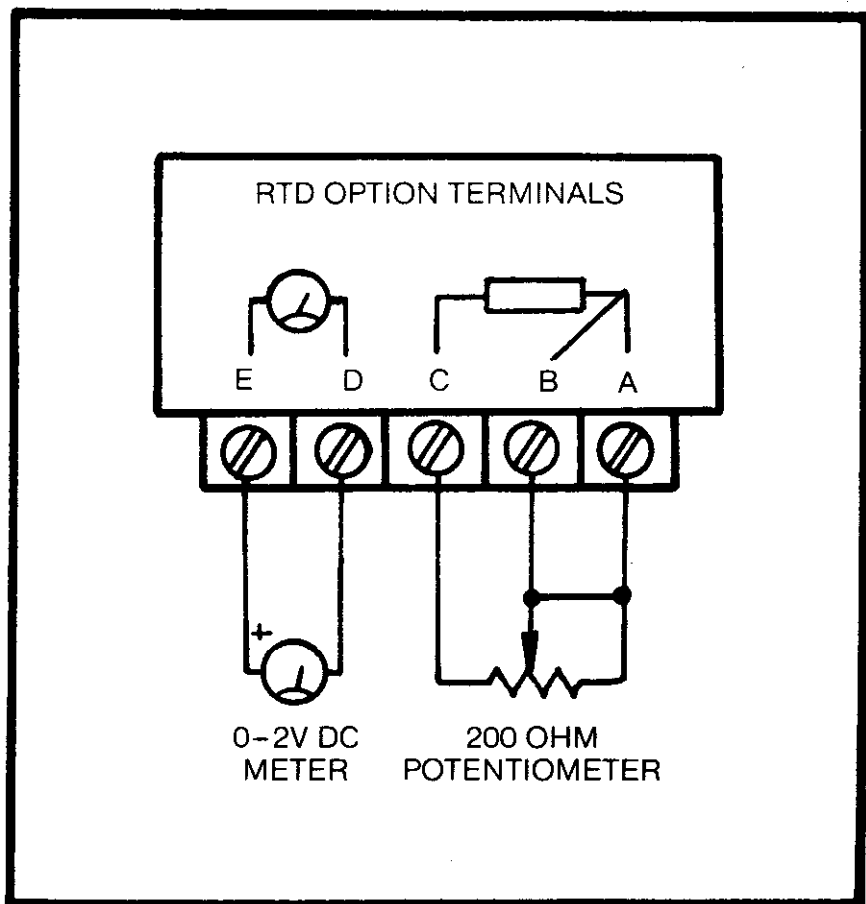 RTD OPTION TERMINALS
E D C B A
+
0-2V DC
METER
200 OHM
POTENTIOMETER